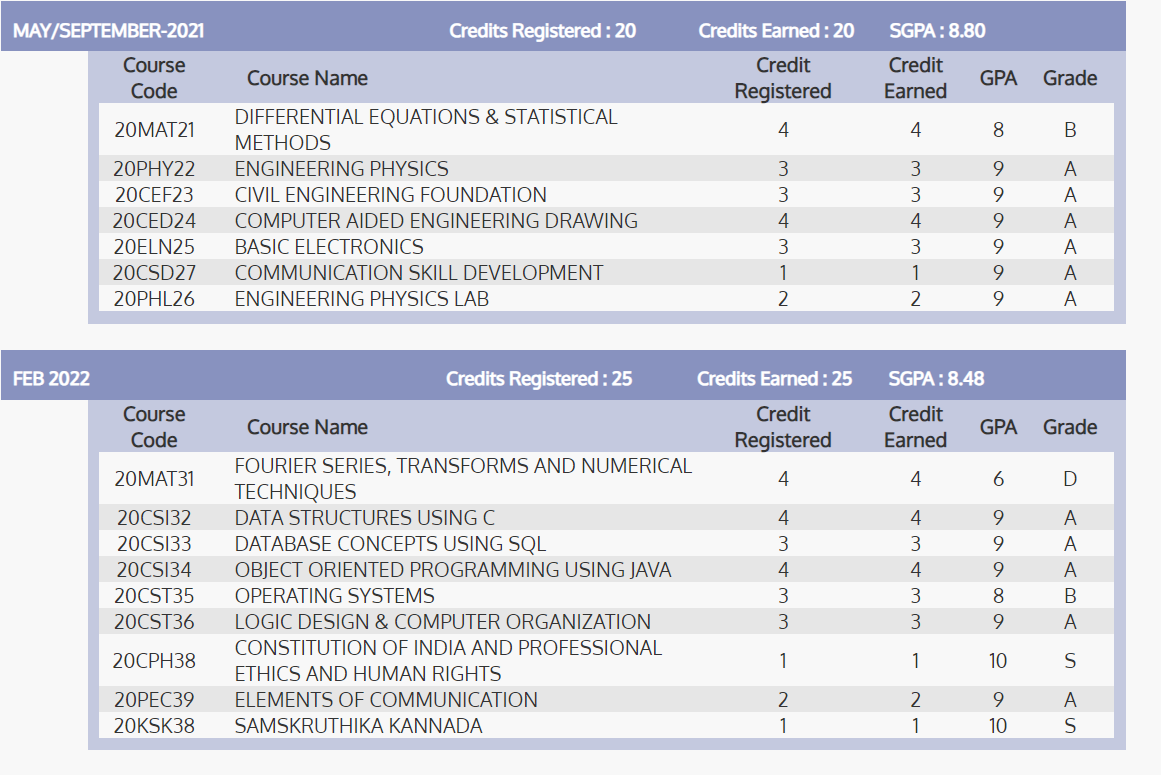 MAY/SEPTEMBER-2021 Credits Registered : 20 Credits Earned : 20 SGPA : 8.80
Course Code Course Name Credit Registered Credit Earned GPA Grade
20MAT21 DIFFERENTIAL EQUATIONS & STATISTICAL METHODS 4 4 8 B
20PHY22 ENGINEERING PHYSICS 3 3 9 A
20CEF23 CIVIL ENGINEERING FOUNDATION 3 3 9 A
20CED24 COMPUTER AIDED ENGINEERING DRAWING 4 4 9 A
20ELN25 BASIC ELECTRONICS 3 3 9 A
20CSD27 COMMUNICATION SKILL DEVELOPMENT 1 1 9 A
20PHL26 ENGINEERING PHYSICS LAB 2 2 9 A
FEB 2022 Credits Registered : 25 Credits Earned : 25 SGPA : 8.48
Course Code Course Name Credit Registered Credit Earned GPA Grade
20MAT31 FOURIER SERIES, TRANSFORMS AND NUMERICAL TECHNIQUES 4 4 6 D
20CSI32 DATA STRUCTURES USING C 4 4 9 A
20CSI33 DATABASE CONCEPTS USING SQL 3 3 9 A
20CSI34 OBJECT ORIENTED PROGRAMMING USING JAVA 4 4 9 A
20CST35 OPERATING SYSTEMS 3 3 8 B
20CST36 LOGIC DESIGN & COMPUTER ORGANIZATION 3 3 9 A
20CPH38 CONSTITUTION OF INDIA AND PROFESSIONAL ETHICS AND HUMAN RIGHTS 1 1 10 S
20PEC39 ELEMENTS OF COMMUNICATION 2 2 9 A
20KSK38 SAMSKRUTHIKA KANNADA 1 1 10 S